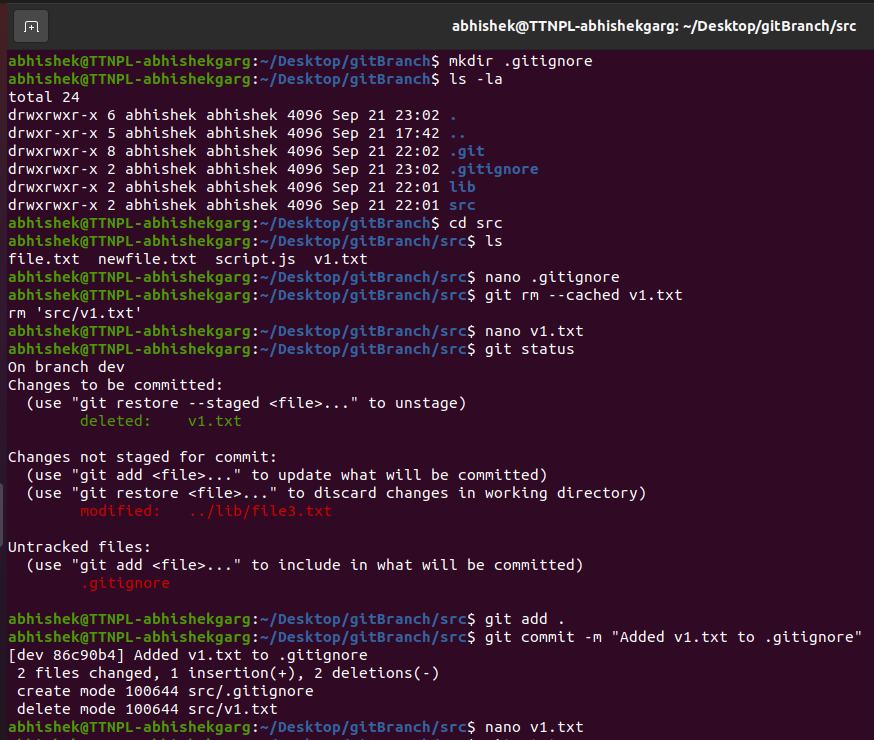 abhishek@TTNPL-abhishekgarg: ~/Desktop/gitBranch/src
abhishek@TTNPL-abhishekgarg:~/Desktop/gitBranch$ mkdir .gitignore
abhishek@TTNPL-abhishekgarg:~/Desktop/gitBranch$ ls -la
total 24
drwxrwxr-x 6 abhishek abhishek 4096 Sep 21 23:02 .
drwxr-xr-x 5 abhishek abhishek 4096 Sep 21 17:42 ..
drwxrwxr-x 8 abhishek abhishek 4096 Sep 21 22:02 .git
drwxrwxr-x 2 abhishek abhishek 4096 Sep 21 23:02 .gitignore
drwxrwxr-x 2 abhishek abhishek 4096 Sep 21 22:01 lib
drwxrwxr-x 2 abhishek abhishek 4096 Sep 21 22:01 src
abhishek@TTNPL-abhishekgarg:~/Desktop/gitBranch$ cd src
abhishek@TTNPL-abhishekgarg:~/Desktop/gitBranch/src$ ls
file.txt  newfile.txt  script.js  v1.txt
abhishek@TTNPL-abhishekgarg:~/Desktop/gitBranch/src$ nano .gitignore
abhishek@TTNPL-abhishekgarg:~/Desktop/gitBranch/src$ git rm --cached v1.txt
rm 'src/v1.txt'
abhishek@TTNPL-abhishekgarg:~/Desktop/gitBranch/src$ nano v1.txt
abhishek@TTNPL-abhishekgarg:~/Desktop/gitBranch/src$ git status
On branch dev
Changes to be committed:
  (use "git restore --staged <file>..." to unstage)
        deleted:    v1.txt

Changes not staged for commit:
  (use "git add <file>..." to update what will be committed)
  (use "git restore <file>..." to discard changes in working directory)
        modified:   ../lib/file3.txt

Untracked files:
  (use "git add <file>..." to include in what will be committed)
        .gitignore

abhishek@TTNPL-abhishekgarg:~/Desktop/gitBranch/src$ git add .
abhishek@TTNPL-abhishekgarg:~/Desktop/gitBranch/src$ git commit -m "Added v1.txt to .gitignore"
[dev 86c90b4] Added v1.txt to .gitignore
 2 files changed, 1 insertion(+), 2 deletions(-)
 create mode 100644 src/.gitignore
 delete mode 100644 src/v1.txt
abhishek@TTNPL-abhishekgarg:~/Desktop/gitBranch/src$ nano v1.txt